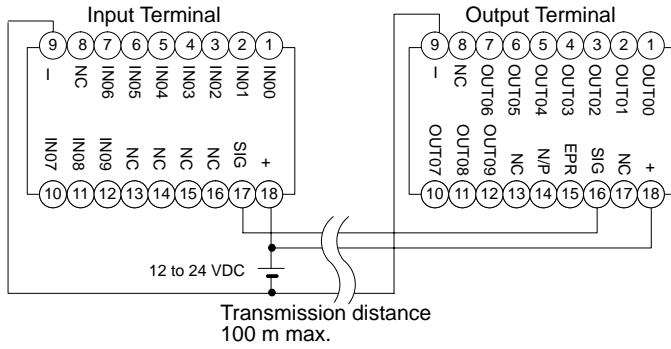 Input Terminal
Output Terminal
9 8 7 6 5 4 3 2 1
– NC IN06 IN05 IN04 IN03 IN02 IN01 IN00
IN07 IN08 IN09 NC NC NC NC SIG +
10 11 12 13 14 15 16 17 18
9 8 7 6 5 4 3 2 1
– NC OUT06 OUT05 OUT04 OUT03 OUT02 OUT01 OUT00
OUT07 OUT08 OUT09 NC N/P EPR SIG NC +
10 11 12 13 14 15 16 17 18
12 to 24 VDC
Transmission distance
100 m max.